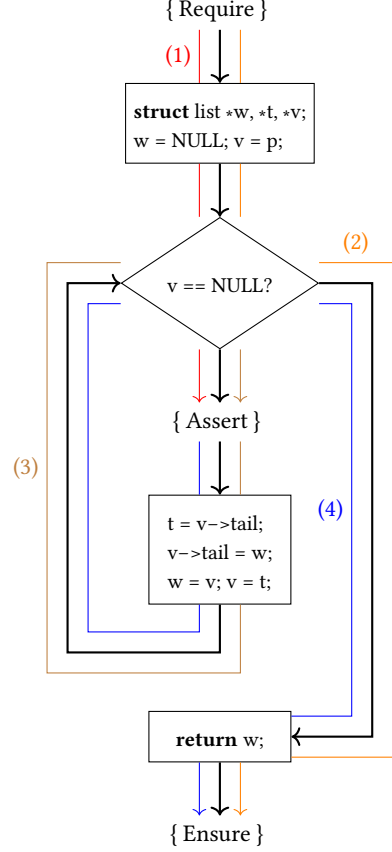 { Require }
(1)
struct list *w, *t, *v;
w = NULL; v = p;
(2)
v == NULL?
{ Assert }
(3)
(4)
t = v->tail;
v->tail = w;
w = v; v = t;
return w;
{ Ensure }